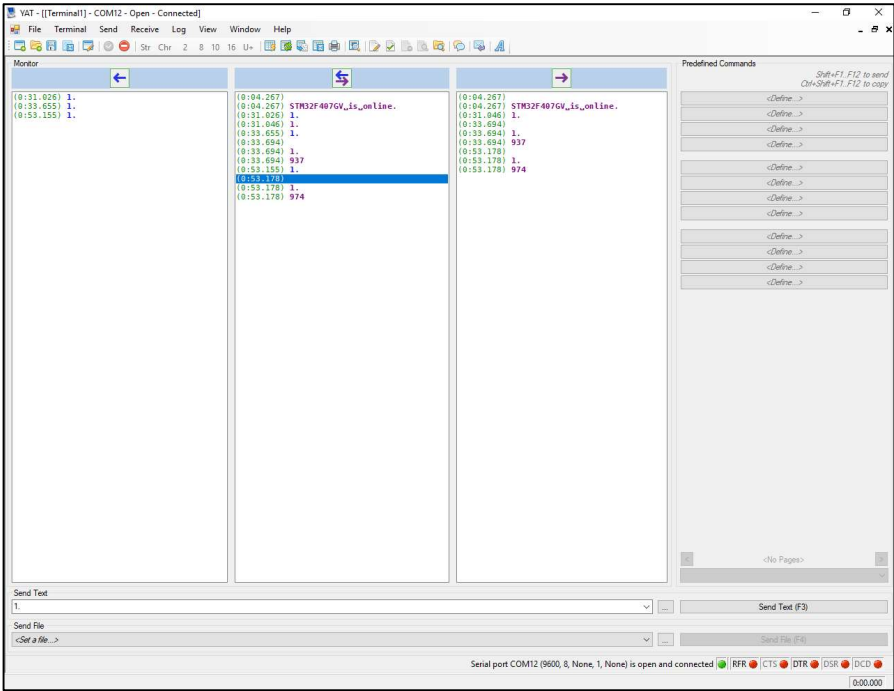 YAT - [[Terminal1] - COM12 - Open - Connected]
File Terminal Send Receive Log View Window Help
Str Chr 2 8 10 16 U+
Monitor
(0:31.026) 1.
(0:33.655) 1.
(0:53.155) 1.
(0:04.267)
(0:04.267) STM32F407GV␣is␣online.
(0:31.026) 1.
(0:31.046) 1.
(0:33.655) 1.
(0:33.694)
(0:33.694) 1.
(0:33.694) 937
(0:53.155) 1.
(0:53.178)
(0:53.178) 1.
(0:53.178) 974
(0:04.267)
(0:04.267) STM32F407GV␣is␣online.
(0:31.046) 1.
(0:33.694)
(0:33.694) 1.
(0:33.694) 937
(0:53.178)
(0:53.178) 1.
(0:53.178) 974
Predefined Commands
Shift+F1..F12 to send
Ctrl+Shift+F1..F12 to copy
<Define...>
<Define...>
<Define...>
<Define...>
<Define...>
<Define...>
<Define...>
<Define...>
<Define...>
<Define...>
<Define...>
<Define...>
<No Pages>
Send Text
1.
...
Send Text (F3)
Send File
<Set a file...>
...
Send File (F4)
Serial port COM12 (9600, 8, None, 1, None) is open and connected RFR CTS DTR DSR DCD
0:00.000